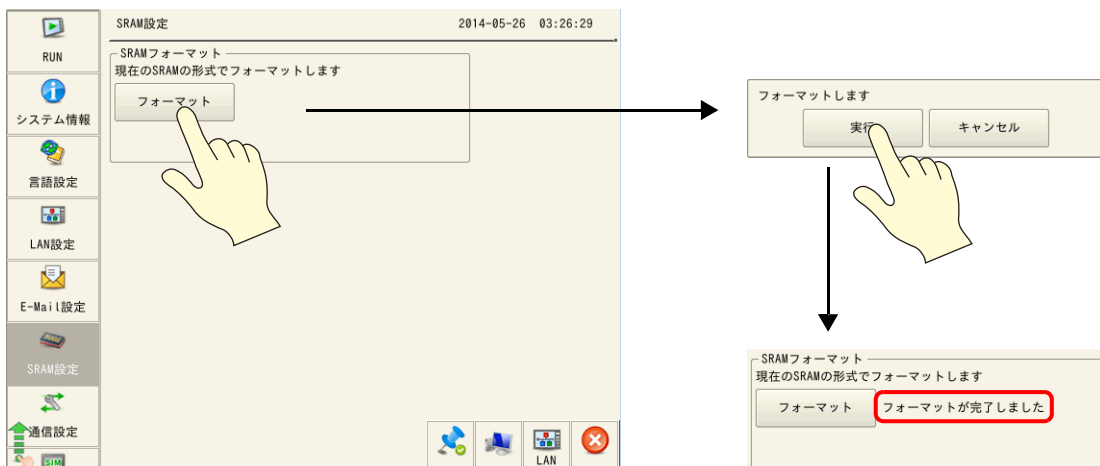 RUN
システム情報
言語設定
LAN設定
E-Mail設定
SRAM設定
通信設定
SIM
SRAM設定
2014-05-26 03:26:29
SRAMフォーマット
現在のSRAMの形式でフォーマットします
フォーマット
LAN
フォーマットします
実行
キャンセル
SRAMフォーマット
現在のSRAMの形式でフォーマットします
フォーマット
フォーマットが完了しました